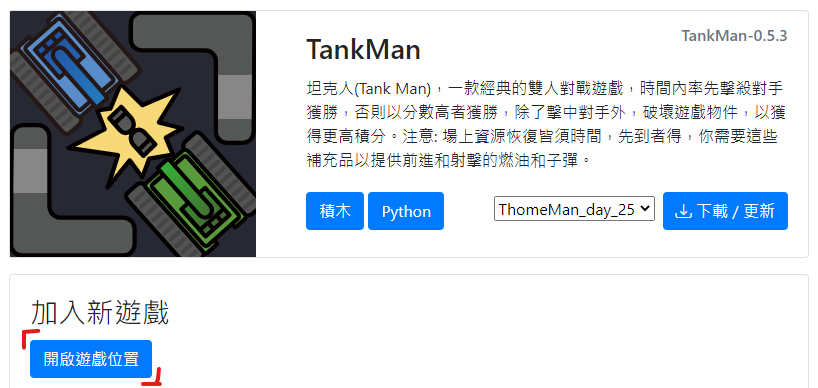 TankMan
TankMan-0.5.3
坦克人(Tank Man)，一款經典的雙人對戰遊戲，時間內率先擊殺對手
獲勝，否則以分數高者獲勝，除了擊中對手外，破壞遊戲物件，以獲
得更高積分。注意: 場上資源恢復皆須時間，先到者得，你需要這些
補充品以提供前進和射擊的燃油和子彈。
積木 Python ThomeMan_day_25 下載 / 更新
加入新遊戲
開啟遊戲位置